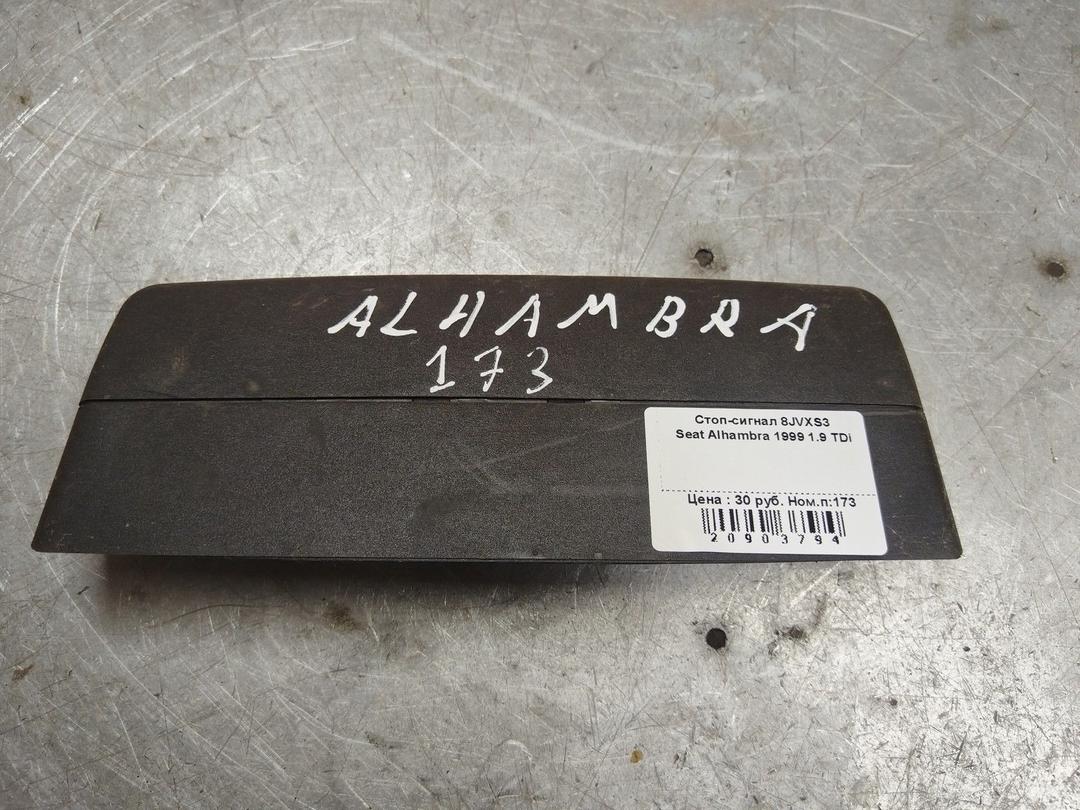 ALHAMBRA
173
Стоп-сигнал 8JVXS3
Seat Alhambra 1999 1.9 TDi
Цена : 30 руб. Ном.п:173
20903794